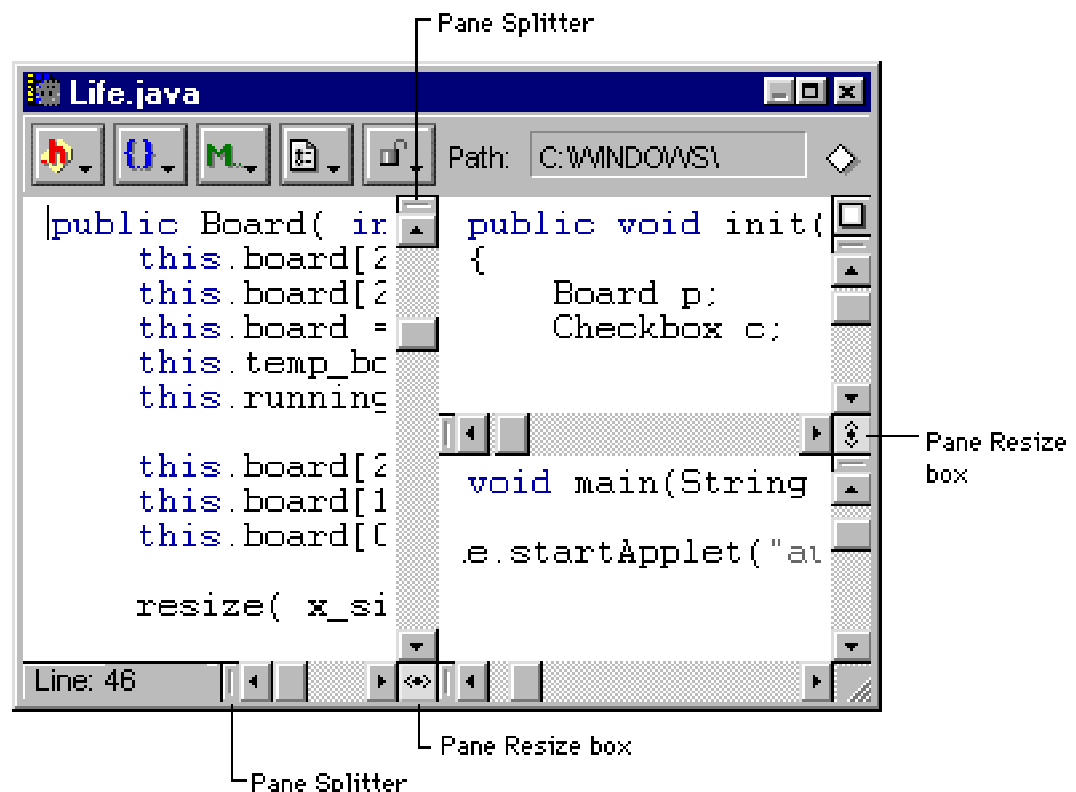 Pane Splitter
Life.java
.h {} M.. Path: C:\WINDOWS\
public Board( in
this.board[2
this.board[2
this.board =
this.temp_bo
this.running
this.board[2
this.board[1
this.board[0
resize( x_si
public void init(
{
Board p;
Checkbox c;
void main(String
e.startApplet("au
Line: 46
Pane Resize
box
Pane Resize box
Pane Splitter